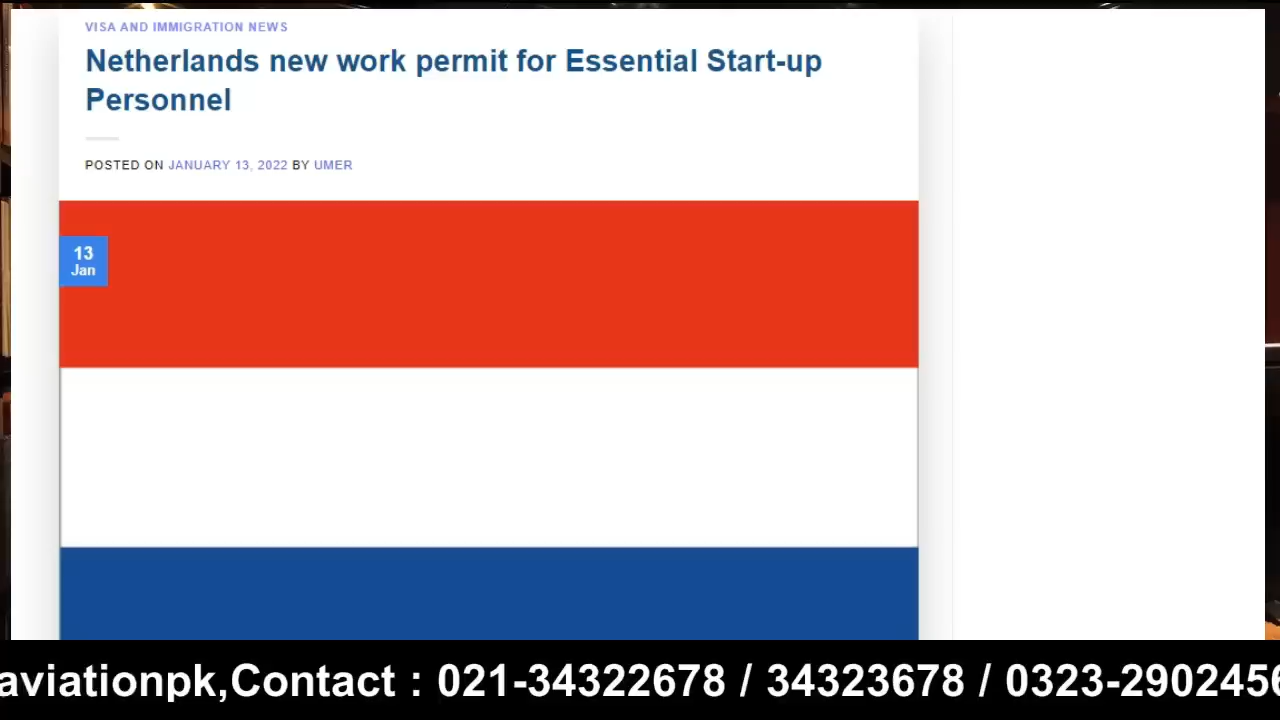 VISA AND IMMIGRATION NEWS
Netherlands new work permit for Essential Start-up
Personnel
POSTED ON JANUARY 13, 2022 BY UMER
13
Jan
aviationpk,Contact : 021-34322678 / 34323678 / 0323-2902456